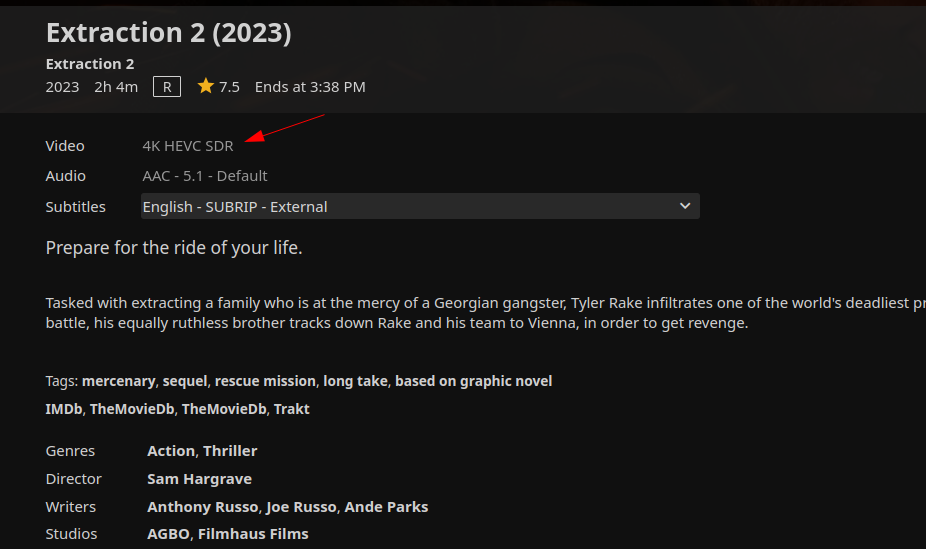 Extraction 2 (2023)
Extraction 2
2023 2h 4m R 7.5 Ends at 3:38 PM
Video 4K HEVC SDR
Audio AAC - 5.1 - Default
Subtitles English - SUBRIP - External
Prepare for the ride of your life.
Tasked with extracting a family who is at the mercy of a Georgian gangster, Tyler Rake infiltrates one of the world's deadliest pr
battle, his equally ruthless brother tracks down Rake and his team to Vienna, in order to get revenge.
Tags: mercenary, sequel, rescue mission, long take, based on graphic novel
IMDb, TheMovieDb, TheMovieDb, Trakt
Genres Action, Thriller
Director Sam Hargrave
Writers Anthony Russo, Joe Russo, Ande Parks
Studios AGBO, Filmhaus Films